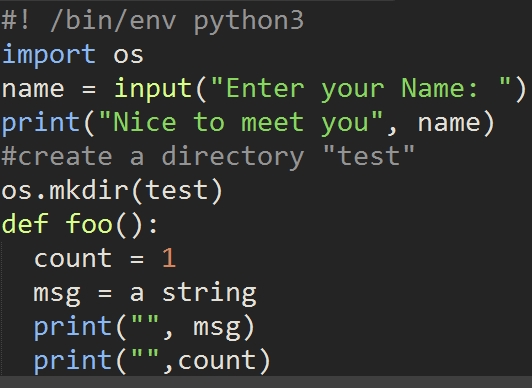 #! /bin/env python3
import os
name = input("Enter your Name: ")
print("Nice to meet you", name)
#create a directory "test"
os.mkdir(test)
def foo():
  count = 1
  msg = a string
  print("", msg)
  print("",count)